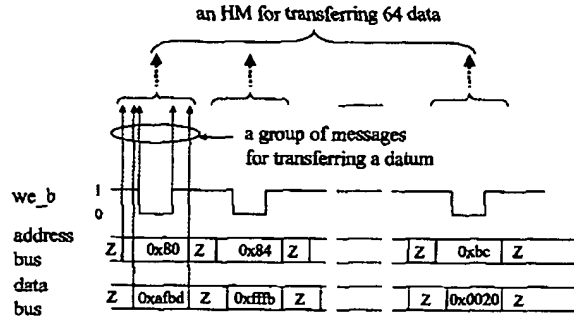 an HM for transferring 64 data
a group of messages
for transferring a datum
we_b 1
0
address
bus Z 0x80 Z 0x84 Z Z 0xbc Z
data
bus Z 0xafbd Z 0xfffb Z Z 0x0020 Z